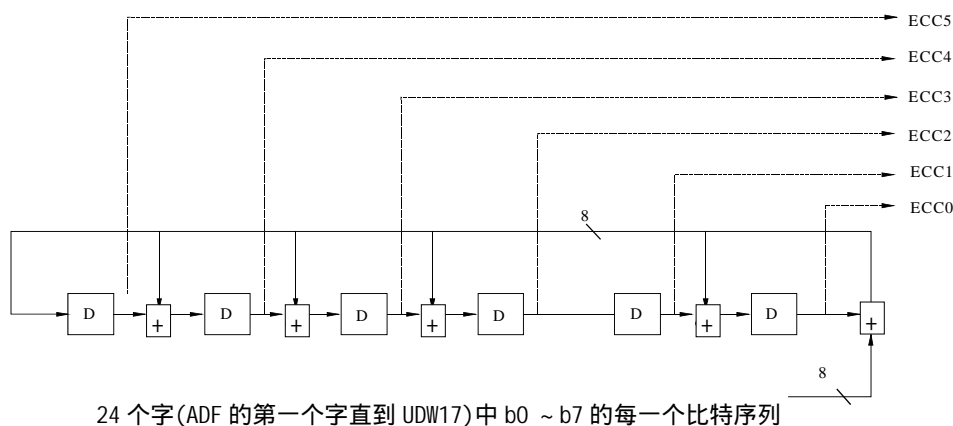 ECC5
ECC4
ECC3
ECC2
ECC1
ECC0
8
D + D + D + D D + D +
8
24 个字(ADF 的第一个字直到 UDW17)中 b0 ~ b7 的每一个比特序列